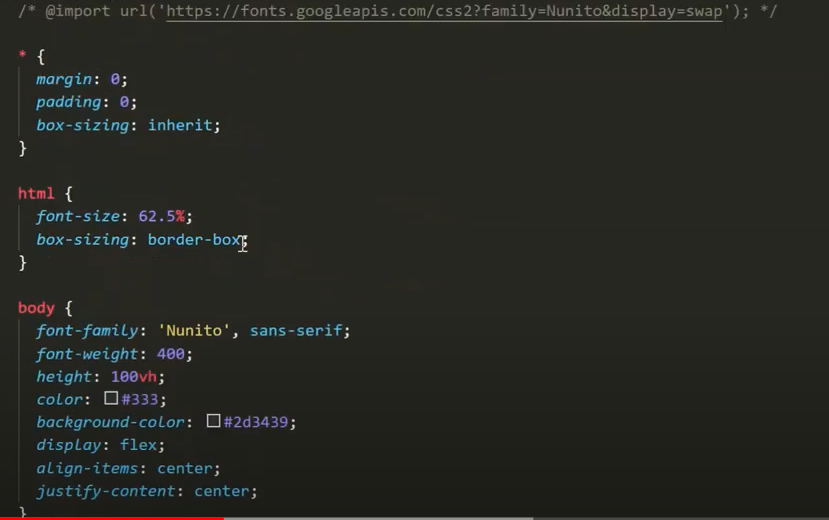 /* @import url('https://fonts.googleapis.com/css2?family=Nunito&display=swap'); */
* {
margin: 0;
padding: 0;
box-sizing: inherit;
}
html {
font-size: 62.5%;
box-sizing: border-box;
}
body {
font-family: 'Nunito', sans-serif;
font-weight: 400;
height: 100vh;
color: #333;
background-color: #2d3439;
display: flex;
align-items: center;
justify-content: center;
}